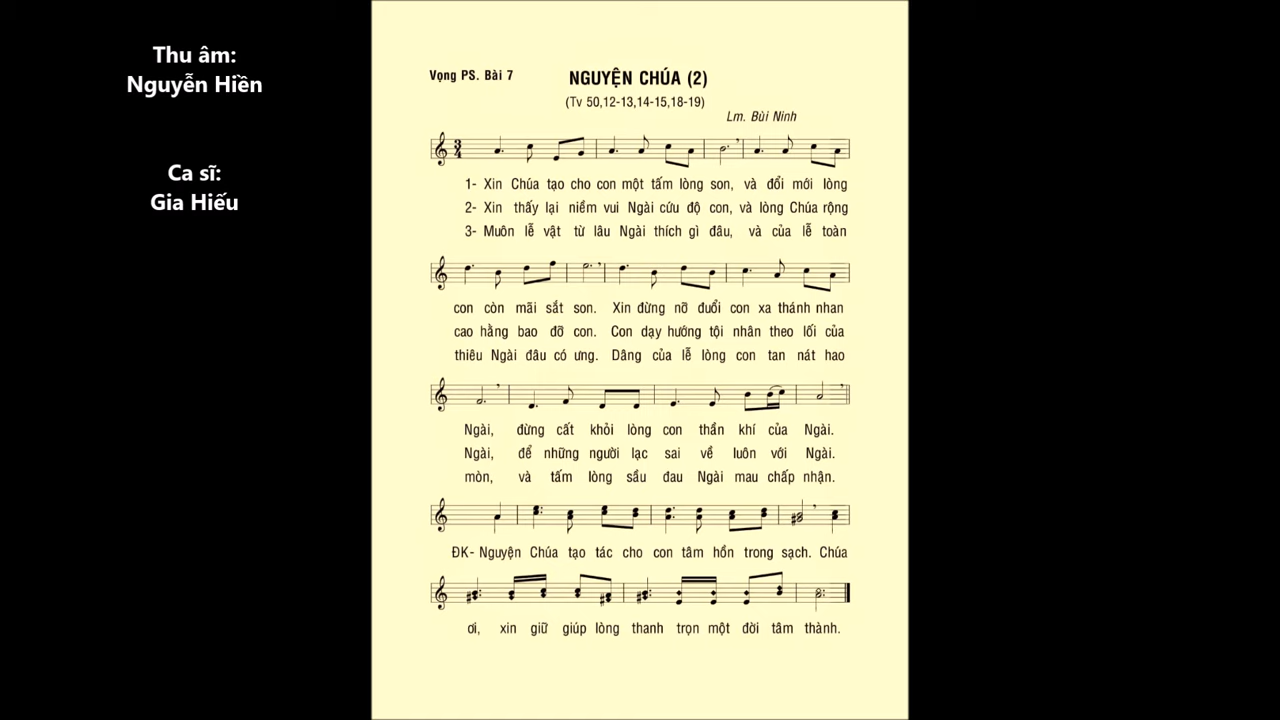 Thu âm:
Nguyễn Hiền
Ca sĩ:
Gia Hiếu
Vọng PS. Bài 7
NGUYỆN CHÚA (2)
(Tv 50,12-13,14-15,18-19)
Lm. Bùi Ninh
1- Xin Chúa tạo cho con một tấm lòng son, và đổi mới lòng
2- Xin thấy lại niềm vui Ngài cứu độ con, và lòng Chúa rộng
3- Muôn lễ vật từ lâu Ngài thích gì đâu, và của lễ toàn
con còn mãi sắt son. Xin đừng nỡ đuổi con xa thánh nhan
cao hằng bao đỡ con. Con dạy hướng tội nhân theo lối của
thiêu Ngài đâu có ưng. Dâng của lễ lòng con tan nát hao
Ngài, đừng cất khỏi lòng con thần khí của Ngài.
Ngài, để những người lạc sai về luôn với Ngài.
mòn, và tấm lòng sầu đau Ngài mau chấp nhận.
ĐK- Nguyện Chúa tạo tác cho con tâm hồn trong sạch. Chúa
ơi, xin giữ giúp lòng thanh trọn một đời tâm thành.